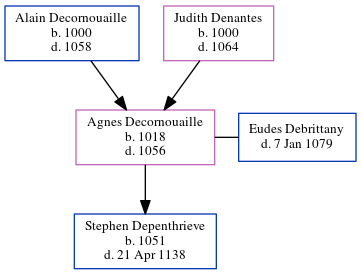 Alain Decornouaille
b. 1000
d. 1058
Judith Denantes
b. 1000
d. 1064
Agnes Decornouaille
b. 1018
d. 1056
Eudes Debrittany
d. 7 Jan 1079
Stephen Depenthrieve
b. 1051
d. 21 Apr 1138